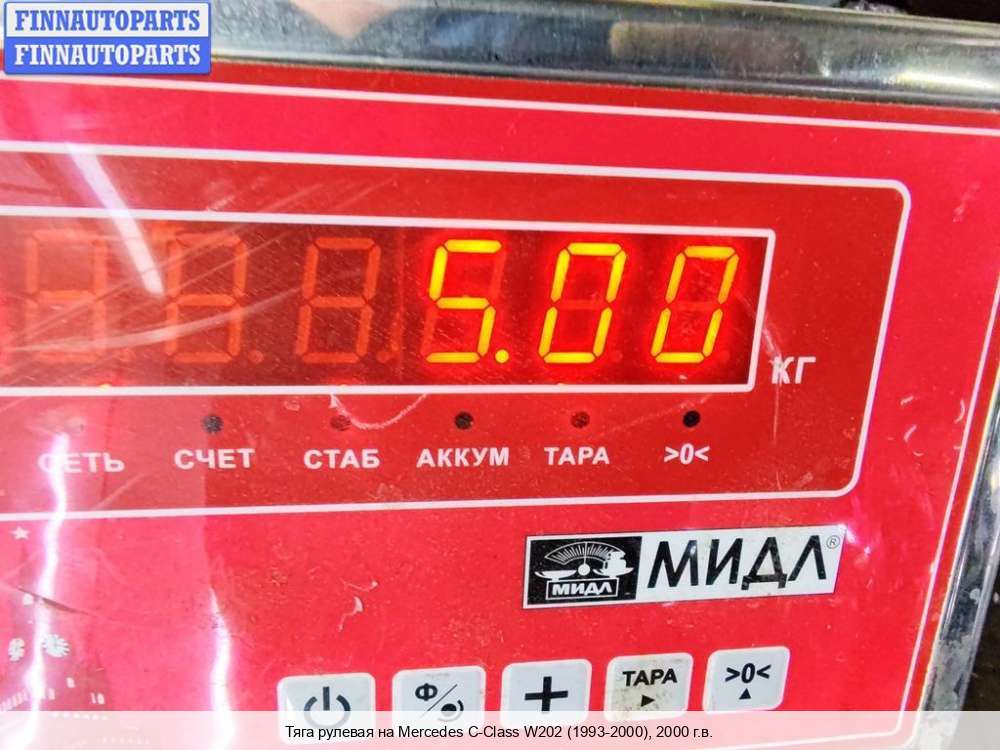 FINNAUTOPARTS
FINNAUTOPARTS
5.00
КГ
СЕТЬ СЧЕТ СТАБ АККУМ ТАРА >0<
МИДЛ МИДЛ®
Ф + ТАРА >0<
Тяга рулевая на Mercedes C-Class W202 (1993-2000), 2000 г.в.